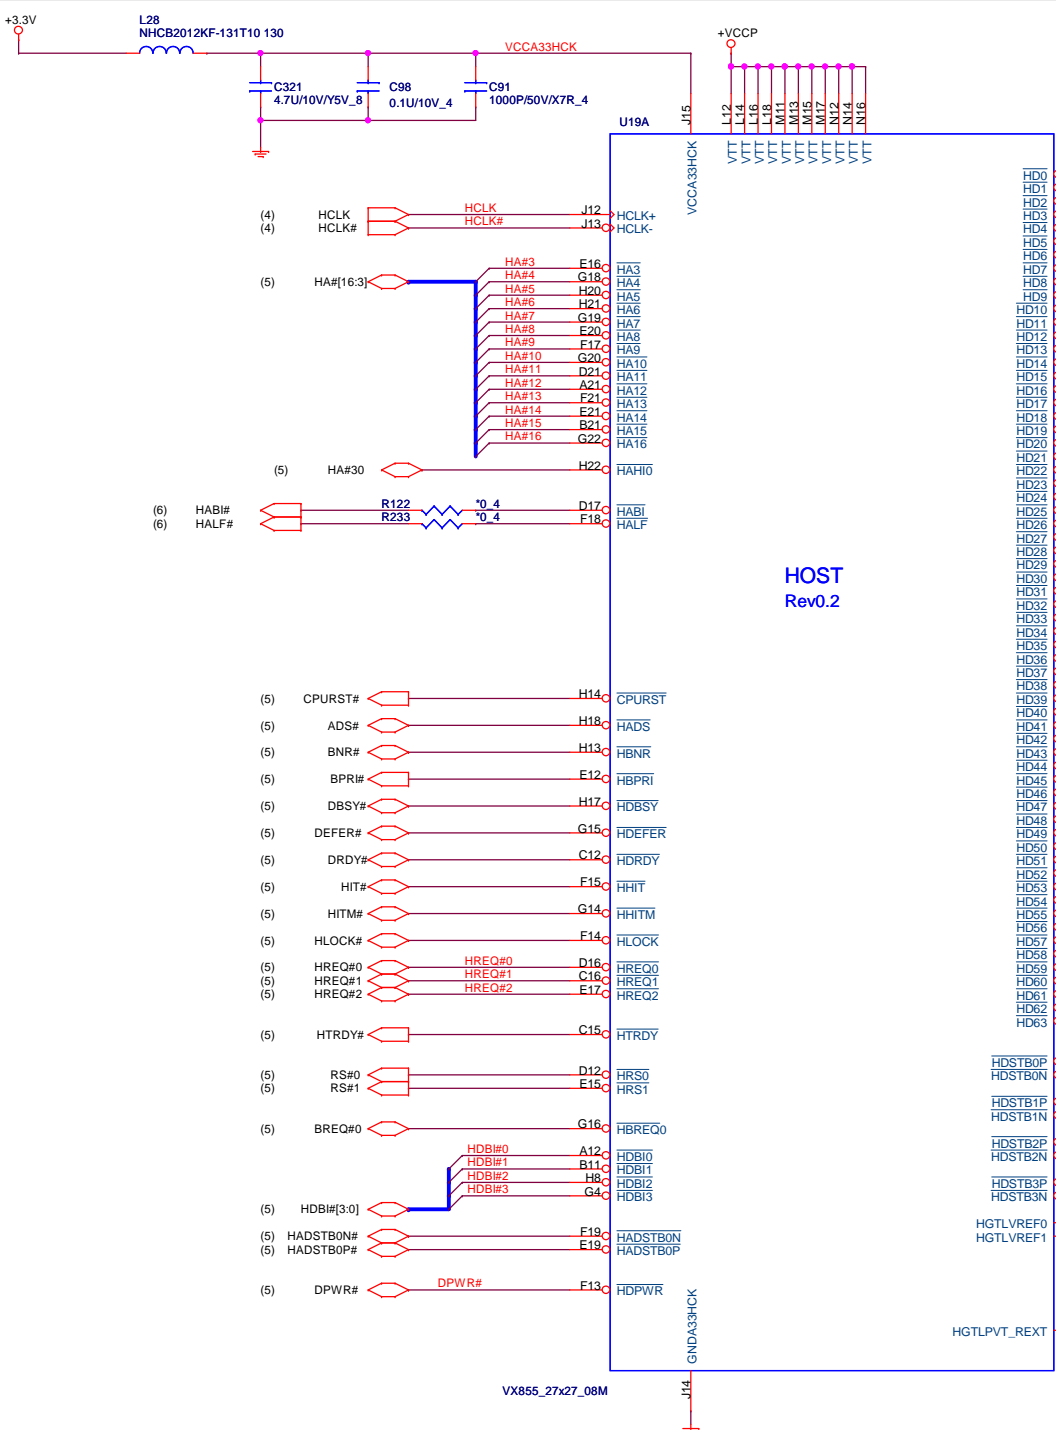 +3.3V
L28
NHCB2012KF-131T10 130
VCCA33HCK
+VCCP
C321
4.7U/10V/Y5V_8
C98
0.1U/10V_4
C91
1000P/50V/X7R_4
U19A
J15
L12
L14
L16
L18
M11
M13
M15
M17
N12
N14
N16
VCCA33HCK
VTT
VTT
VTT
VTT
VTT
VTT
VTT
VTT
VTT
VTT
VTT
(4) HCLK HCLK J12 HCLK+
(4) HCLK# HCLK# J13 HCLK-
(5) HA#[16:3]
HA#3 E16 HA3
HA#4 G18 HA4
HA#5 H20 HA5
HA#6 H21 HA6
HA#7 G19 HA7
HA#8 E20 HA8
HA#9 F17 HA9
HA#10 G20 HA10
HA#11 D21 HA11
HA#12 A21 HA12
HA#13 F21 HA13
HA#14 E21 HA14
HA#15 B21 HA15
HA#16 G22 HA16
(5) HA#30 H22 HAHI0
(6) HABI# R122 *0_4 D17 HABI
(6) HALF# R233 *0_4 F18 HALF
HOST
Rev0.2
(5) CPURST# H14 CPURST
(5) ADS# H18 HADS
(5) BNR# H13 HBNR
(5) BPRI# E12 HBPRI
(5) DBSY# H17 HDBSY
(5) DEFER# G15 HDEFER
(5) DRDY# C12 HDRDY
(5) HIT# F15 HHIT
(5) HITM# G14 HHITM
(5) HLOCK# F14 HLOCK
(5) HREQ#0 HREQ#0 D16 HREQ0
(5) HREQ#1 HREQ#1 C16 HREQ1
(5) HREQ#2 HREQ#2 E17 HREQ2
(5) HTRDY# C15 HTRDY
(5) RS#0 D12 HRS0
(5) RS#1 E15 HRS1
(5) BREQ#0 G16 HBREQ0
HDBI#0 A12 HDBI0
HDBI#1 B11 HDBI1
HDBI#2 H8 HDBI2
HDBI#3 G4 HDBI3
(5) HDBI#[3:0]
(5) HADSTB0N# F19 HADSTB0N
(5) HADSTB0P# E19 HADSTB0P
(5) DPWR# DPWR# F13 HDPWR
HD0
HD1
HD2
HD3
HD4
HD5
HD6
HD7
HD8
HD9
HD10
HD11
HD12
HD13
HD14
HD15
HD16
HD17
HD18
HD19
HD20
HD21
HD22
HD23
HD24
HD25
HD26
HD27
HD28
HD29
HD30
HD31
HD32
HD33
HD34
HD35
HD36
HD37
HD38
HD39
HD40
HD41
HD42
HD43
HD44
HD45
HD46
HD47
HD48
HD49
HD50
HD51
HD52
HD53
HD54
HD55
HD56
HD57
HD58
HD59
HD60
HD61
HD62
HD63
HDSTB0P
HDSTB0N
HDSTB1P
HDSTB1N
HDSTB2P
HDSTB2N
HDSTB3P
HDSTB3N
HGTLVREF0
HGTLVREF1
HGTLPVT_REXT
GNDA33HCK
J14
VX855_27x27_08M